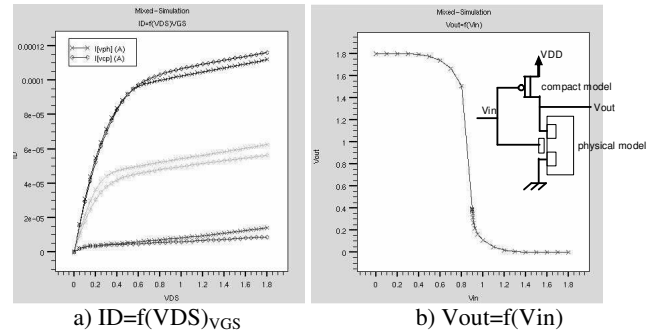 Mixed-Simulation
ID=f(VDS)VGS
I[vph] (A)
I[vcp] (A)
0.00012
0.0001
8e-05
6e-05
4e-05
2e-05
0
ID
0 0.2 0.4 0.6 0.8 1 1.2 1.4 1.6 1.8
VDS
a) ID=f(VDS)VGS
Mixed-Simulation
Vout=f(Vin)
1.8
1.6
1.4
1.2
1
0.8
0.6
0.4
0.2
0
Vout
0 0.2 0.4 0.6 0.8 1 1.2 1.4 1.6 1.8
Vin
VDD
compact model
Vin
Vout
physical model
b) Vout=f(Vin)